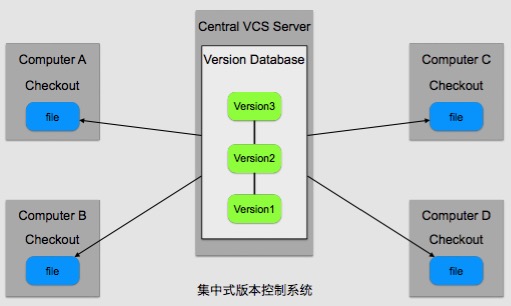 Central VCS Server
Version Database
Version3
Version2
Version1
Computer A
Checkout
file
Computer B
Checkout
file
Computer C
Checkout
file
Computer D
Checkout
file
集中式版本控制系统